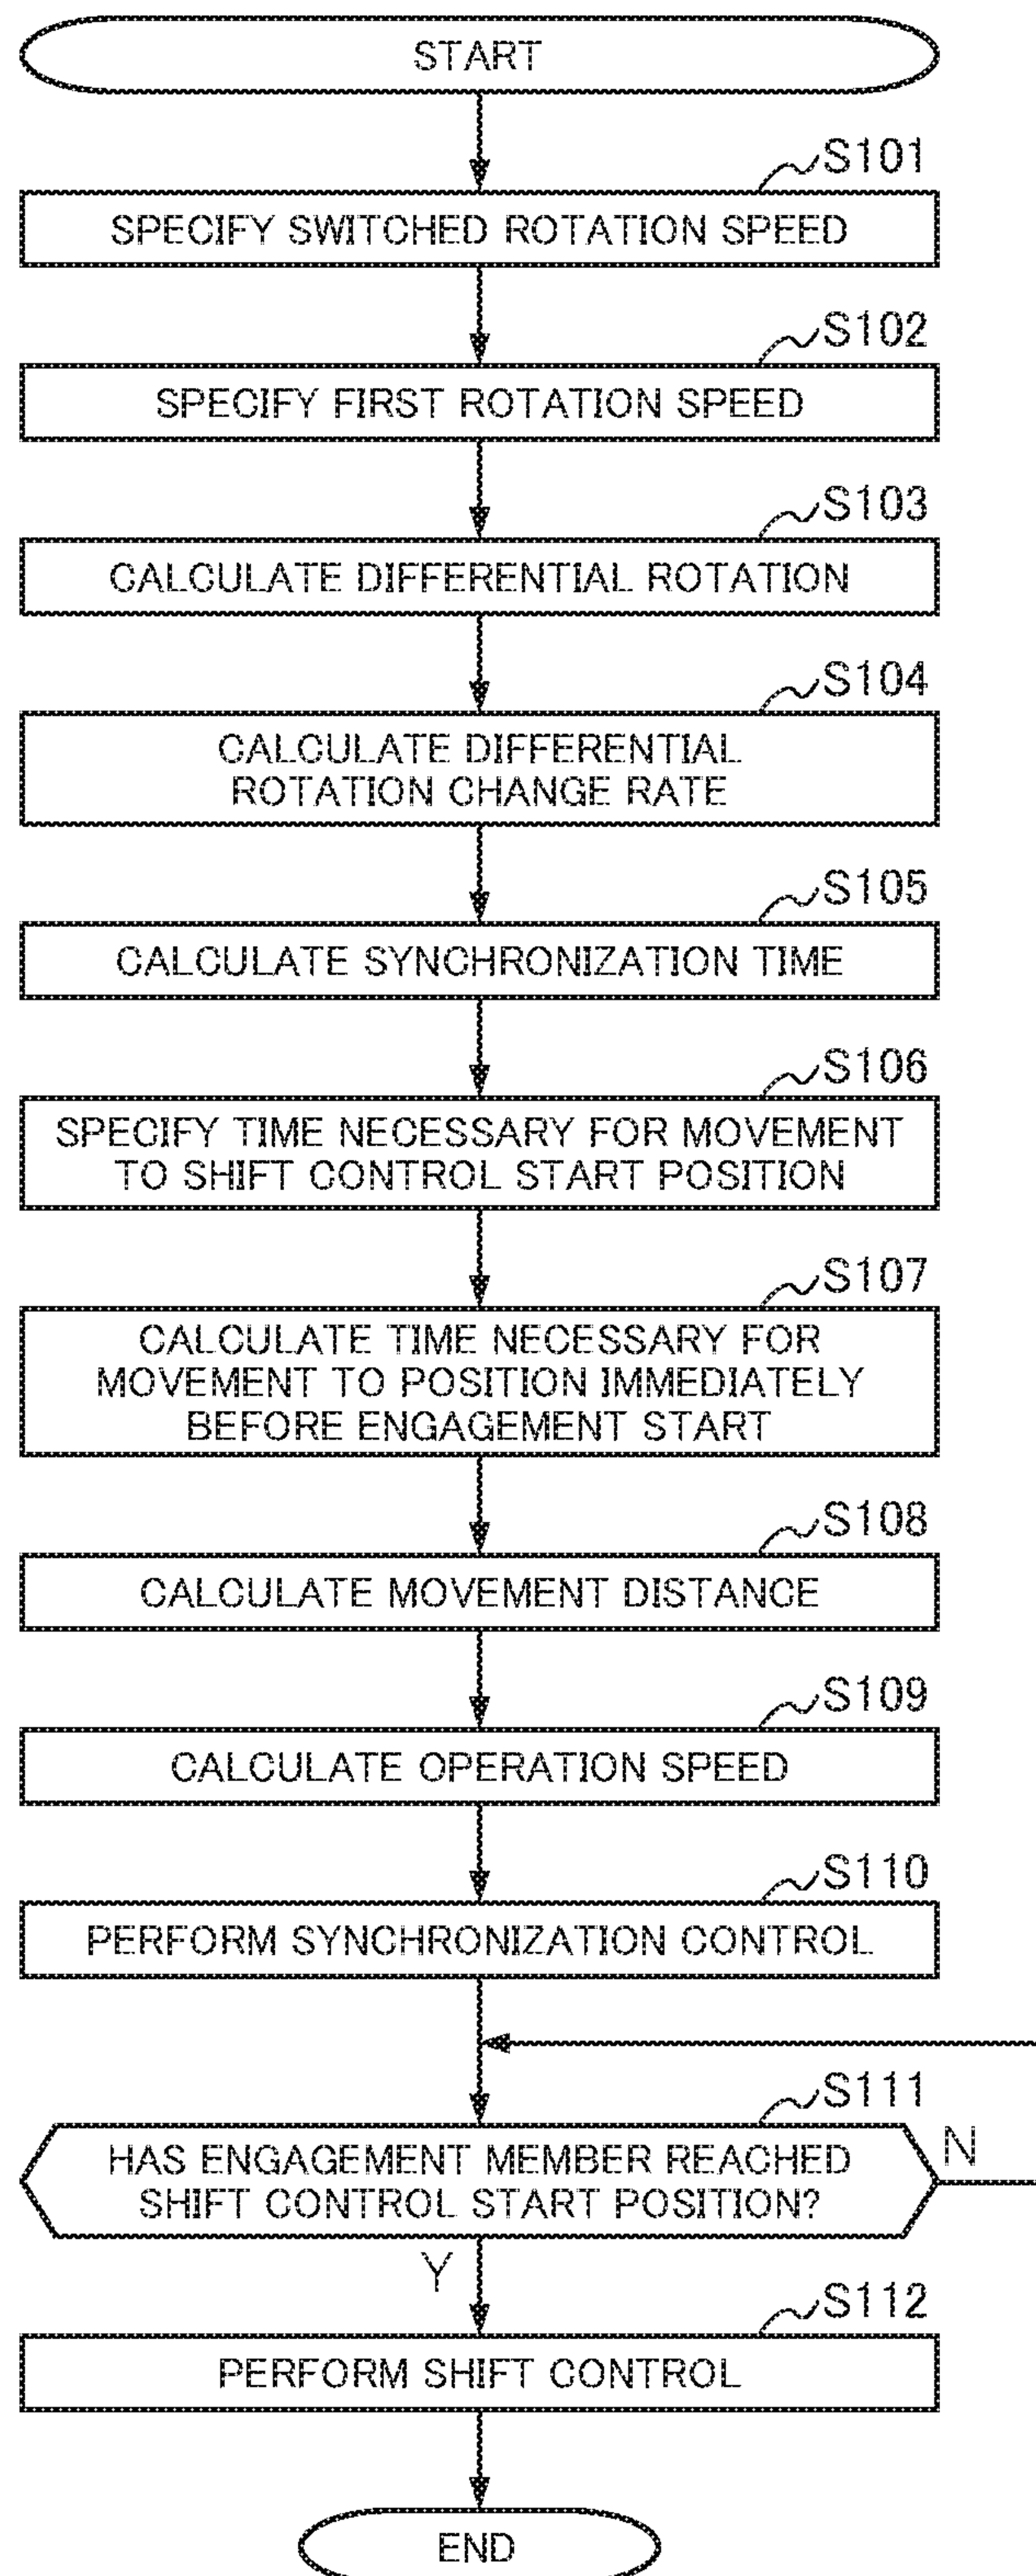 START
S101
SPECIFY SWITCHED ROTATION SPEED
S102
SPECIFY FIRST ROTATION SPEED
S103
CALCULATE DIFFERENTIAL ROTATION
S104
CALCULATE DIFFERENTIAL
ROTATION CHANGE RATE
S105
CALCULATE SYNCHRONIZATION TIME
S106
SPECIFY TIME NECESSARY FOR MOVEMENT
TO SHIFT CONTROL START POSITION
S107
CALCULATE TIME NECESSARY FOR
MOVEMENT TO POSITION IMMEDIATELY
BEFORE ENGAGEMENT START
S108
CALCULATE MOVEMENT DISTANCE
S109
CALCULATE OPERATION SPEED
S110
PERFORM SYNCHRONIZATION CONTROL
S111
HAS ENGAGEMENT MEMBER REACHED
SHIFT CONTROL START POSITION?
N
Y
S112
PERFORM SHIFT CONTROL
END